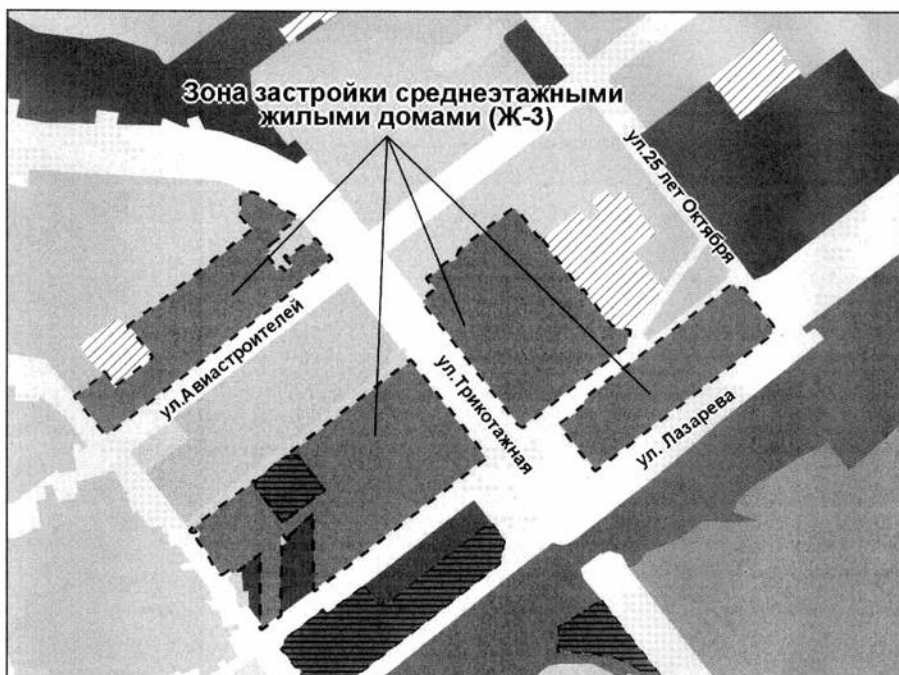 Зона застройки среднеэтажными
жилыми домами (Ж-3)
ул.25 лет Октября
ул.Авиастроителей
ул.Трикотажная
ул. Лазарева